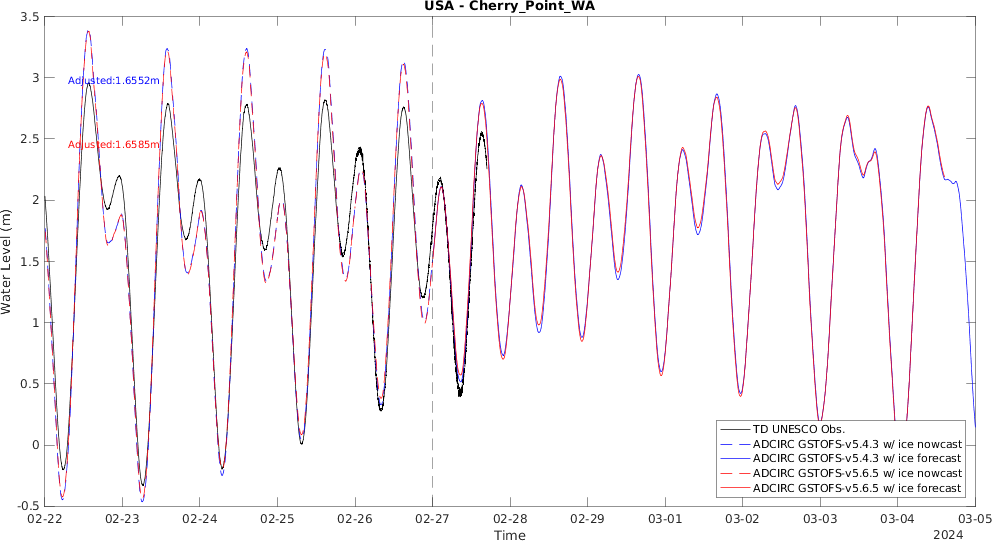 USA - Cherry_Point_WA
3.5
3
2.5
2
1.5
1
0.5
0
-0.5
Water Level (m)
Adjusted:1.6552m
Adjusted:1.6585m
TD UNESCO Obs.
ADCIRC GSTOFS-v5.4.3 w/ ice nowcast
ADCIRC GSTOFS-v5.4.3 w/ ice forecast
ADCIRC GSTOFS-v5.6.5 w/ ice nowcast
ADCIRC GSTOFS-v5.6.5 w/ ice forecast
02-22 02-23 02-24 02-25 02-26 02-27 02-28 02-29 03-01 03-02 03-03 03-04 03-05
Time
2024